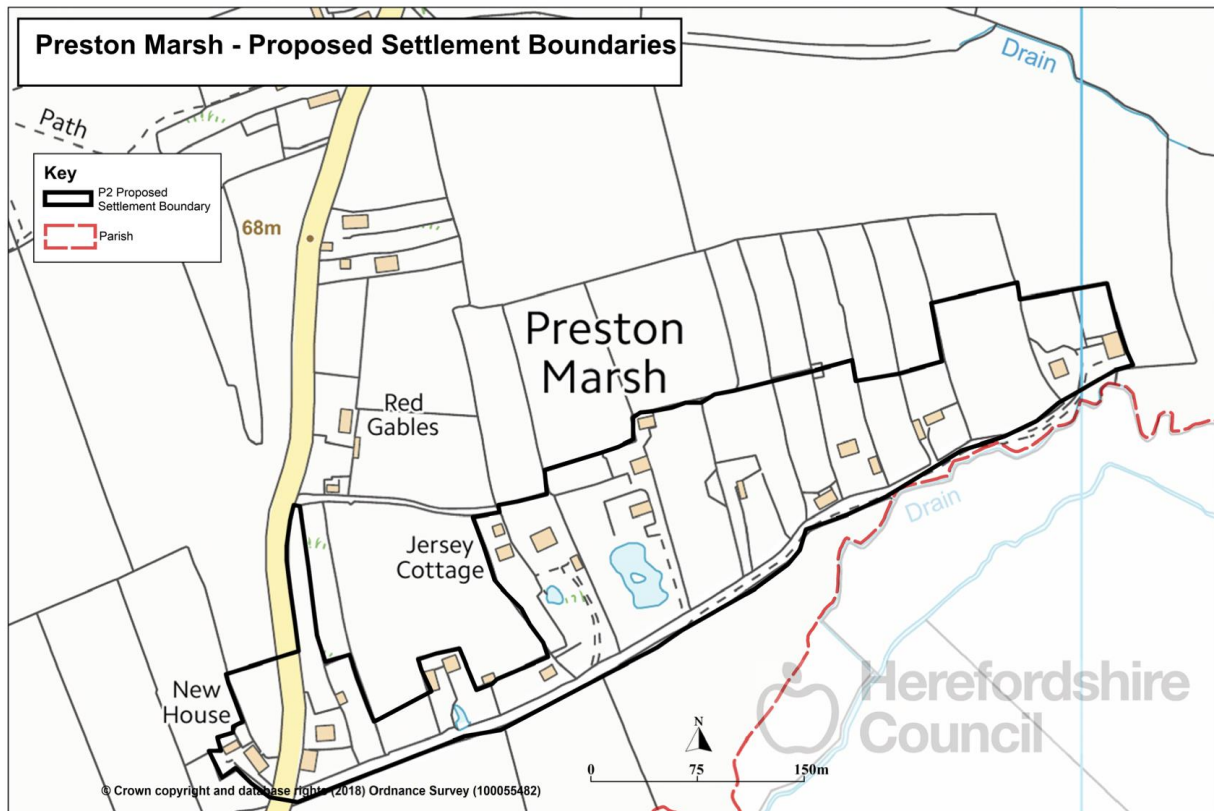 Preston Marsh - Proposed Settlement Boundaries
Drain
Path
Key
P2 Proposed
Settlement Boundary
Parish
68m
Preston
Marsh
Red
Gables
Jersey
Cottage
Drain
New
House
Herefordshire
Council
N
0 75 150m
© Crown copyright and database rights (2018) Ordnance Survey (100055482)